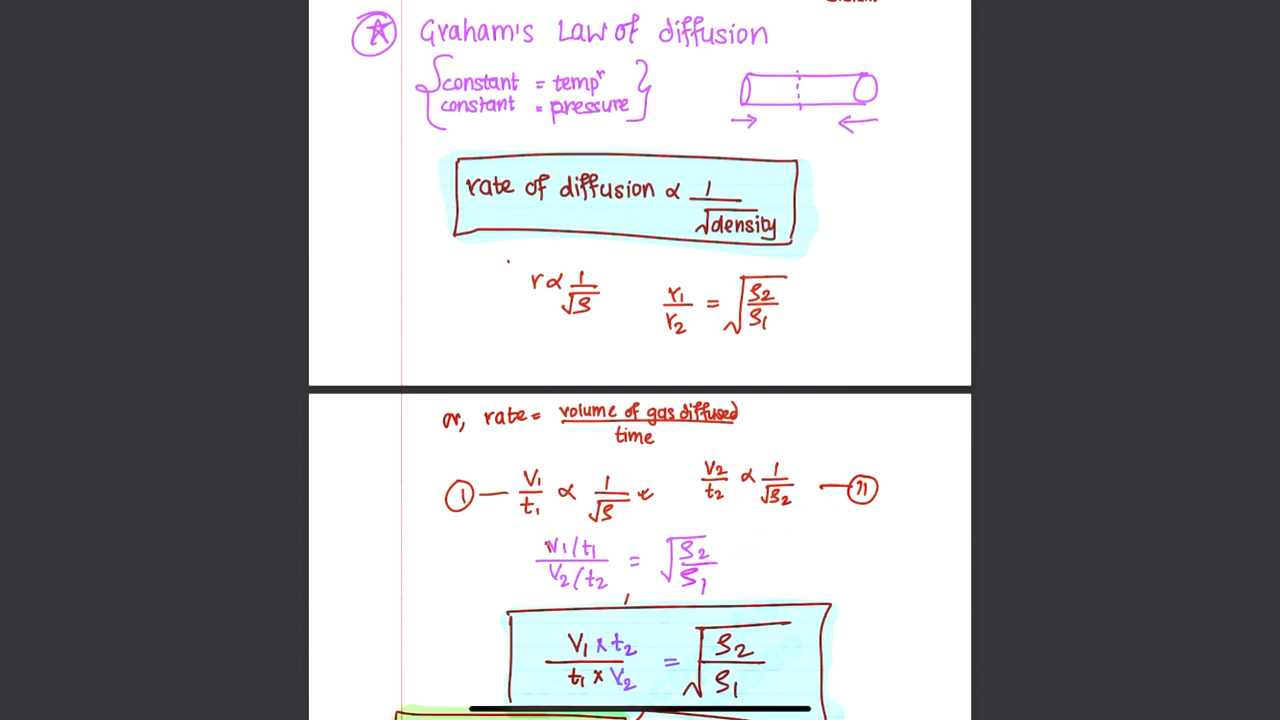 Graham's Law of diffusion
{constant = tempʳ
constant = pressure}
rate of diffusion ∝ 1/√density
r ∝ 1/√ρ r₁/r₂ = √(ρ₂/ρ₁)
or, rate = volume of gas diffused/time
① — V₁/t₁ ∝ 1/√ρ V₂/t₂ ∝ 1/√ρ₂ — ⑪
V₁/t₁ / V₂/t₂ = √(ρ₂/ρ₁)
V₁ × t₂ / t₁ × V₂ = √(ρ₂/ρ₁)